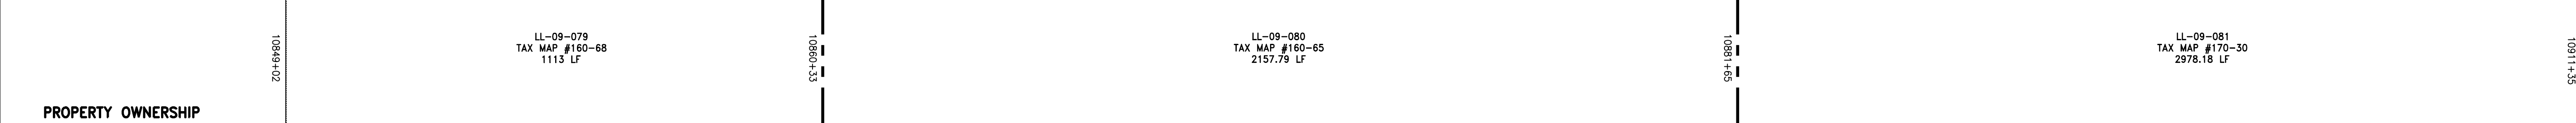 PROPERTY OWNERSHIP
10849+02
LL-09-079
TAX MAP #160-68
1113 LF
10860+33
LL-09-080
TAX MAP #160-65
2157.79 LF
10881+65
LL-09-081
TAX MAP #170-30
2978.18 LF
10911+35